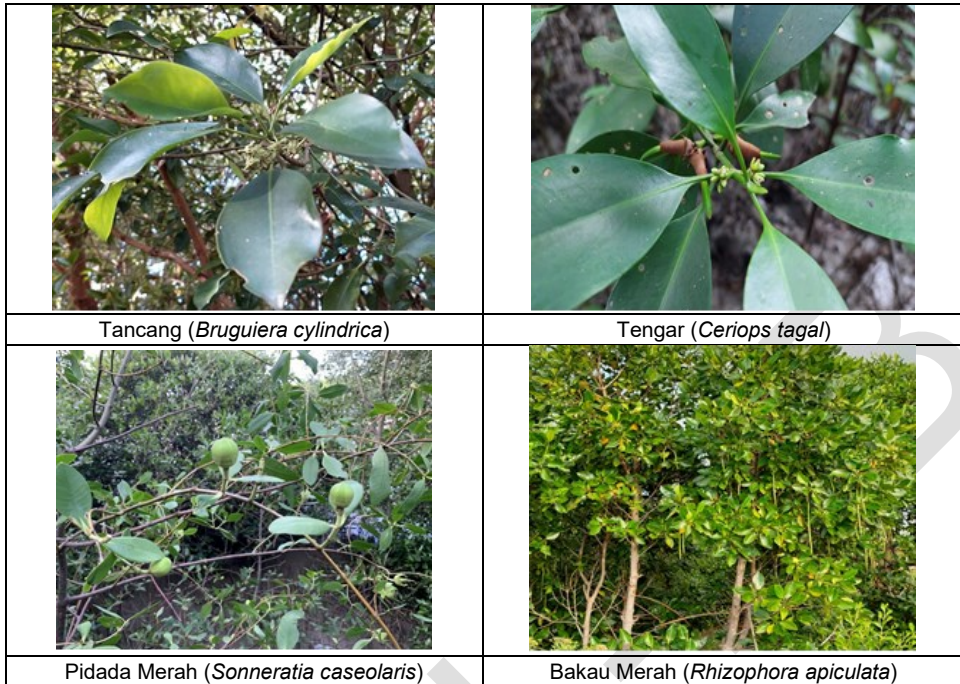 Tancang (Bruguiera cylindrica)
Tengar (Ceriops tagal)
Pidada Merah (Sonneratia caseolaris)
Bakau Merah (Rhizophora apiculata)